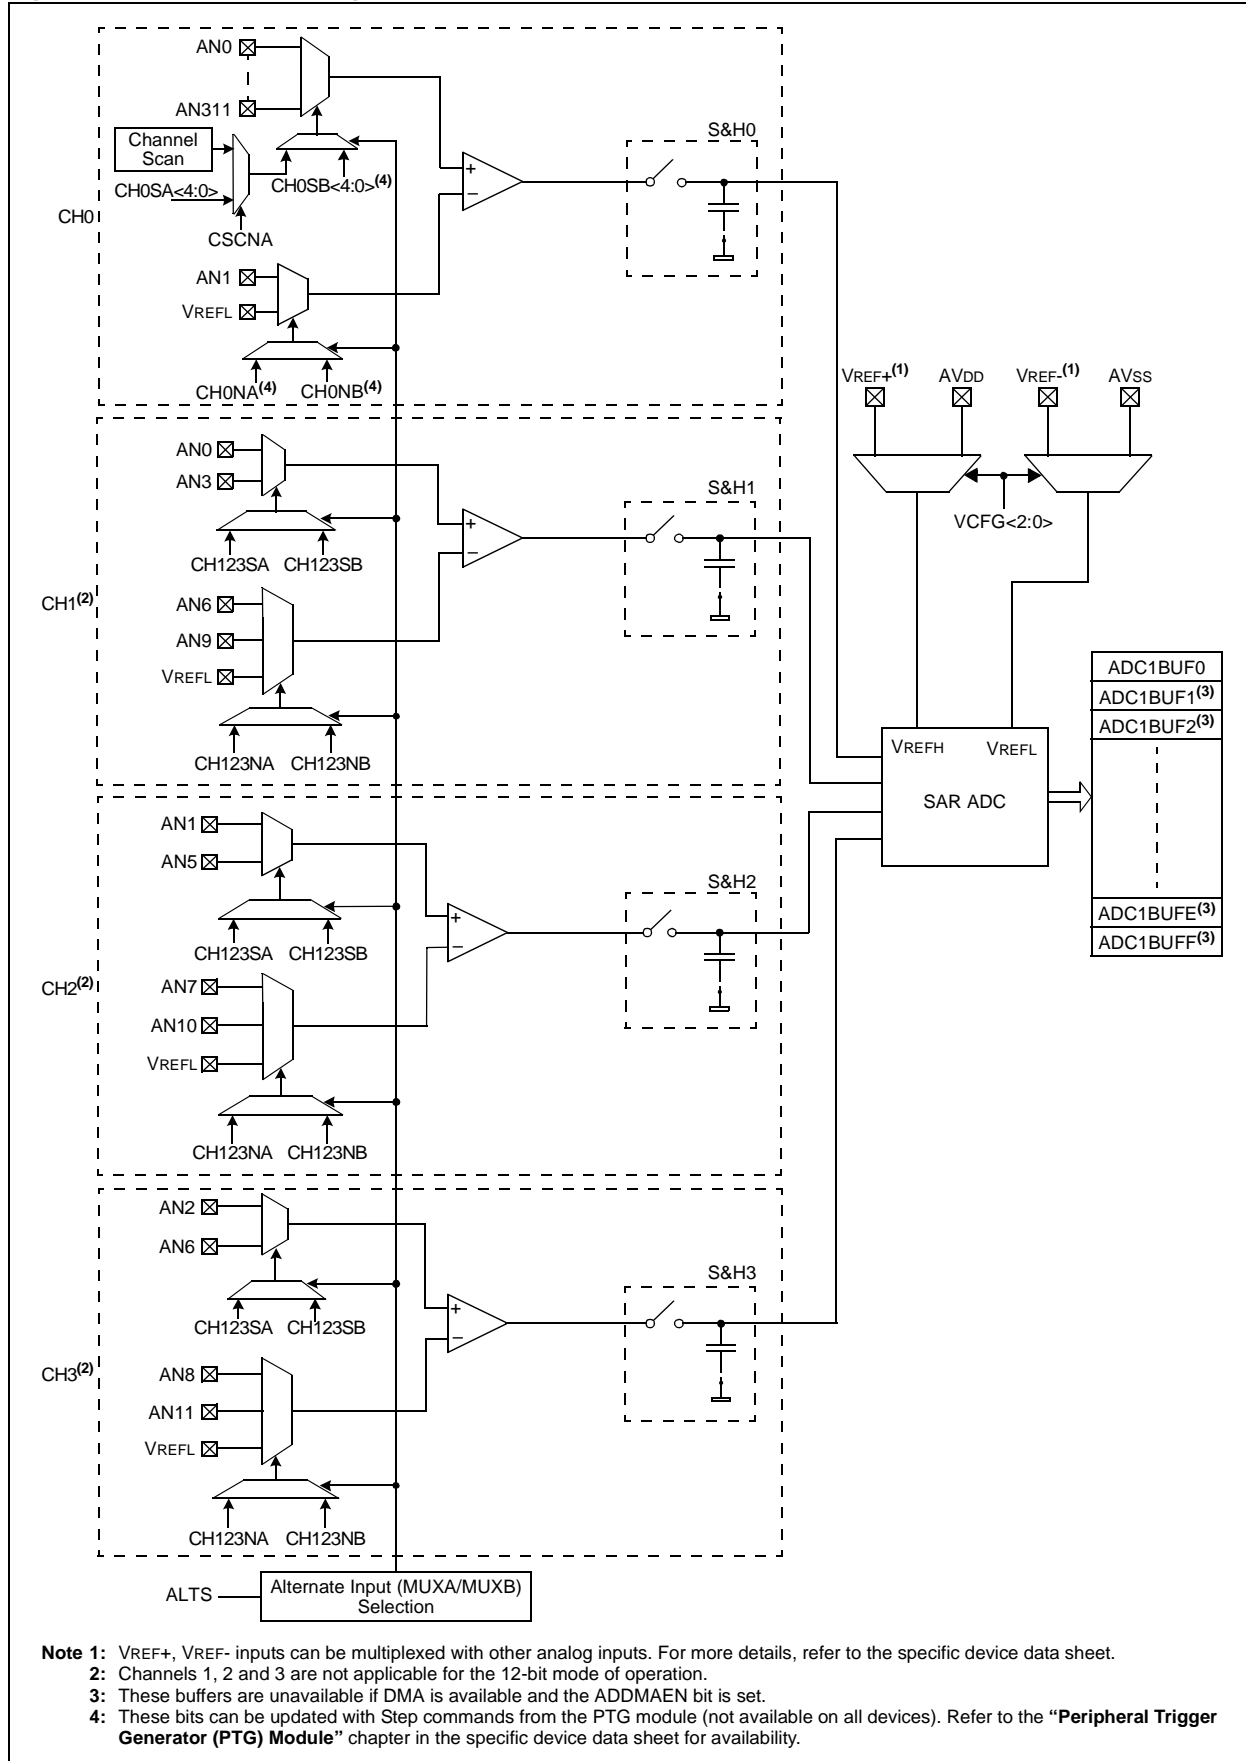 AN0
AN311
Channel
Scan
CH0SA<4:0>
CH0SB<4:0>(4)
CSCNA
CH0
AN1
VREFL
CH0NA(4)
CH0NB(4)
+
−
S&H0
AN0
AN3
CH123SA
CH123SB
CH1(2)
AN6
AN9
VREFL
CH123NA
CH123NB
+
−
S&H1
AN1
AN5
CH123SA
CH123SB
CH2(2)
AN7
AN10
VREFL
CH123NA
CH123NB
+
−
S&H2
AN2
AN6
CH123SA
CH123SB
CH3(2)
AN8
AN11
VREFL
CH123NA
CH123NB
+
−
S&H3
VREF+(1)
AVDD
VREF-(1)
AVSS
VCFG<2:0>
VREFH
VREFL
SAR ADC
ADC1BUF0
ADC1BUF1(3)
ADC1BUF2(3)
ADC1BUFE(3)
ADC1BUFF(3)
ALTS
Alternate Input (MUXA/MUXB)
Selection
Note 1: VREF+, VREF- inputs can be multiplexed with other analog inputs. For more details, refer to the specific device data sheet.
2: Channels 1, 2 and 3 are not applicable for the 12-bit mode of operation.
3: These buffers are unavailable if DMA is available and the ADDMAEN bit is set.
4: These bits can be updated with Step commands from the PTG module (not available on all devices). Refer to the “Peripheral Trigger
Generator (PTG) Module” chapter in the specific device data sheet for availability.